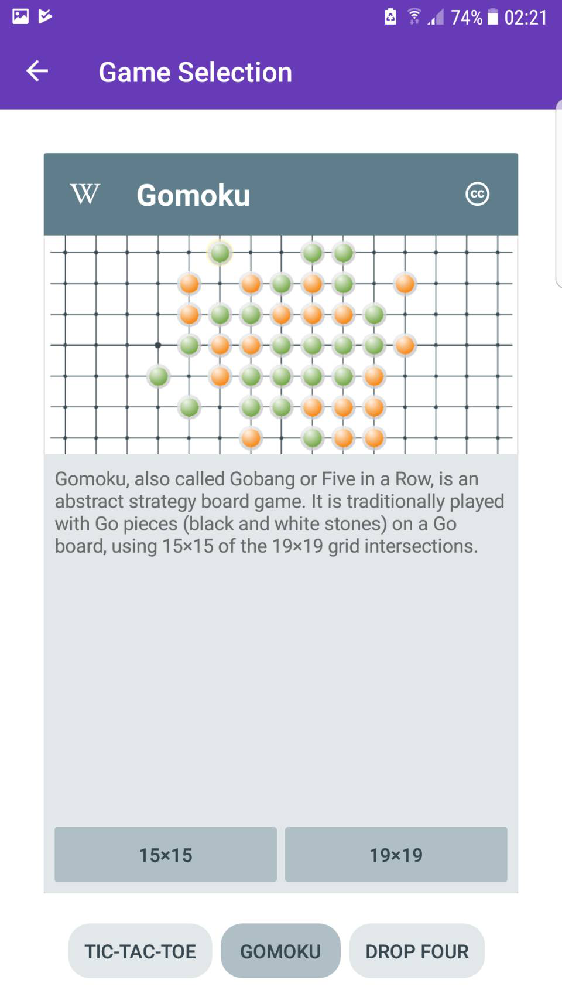 74% 02:21
Game Selection
W Gomoku cc
Gomoku, also called Gobang or Five in a Row, is an
abstract strategy board game. It is traditionally played
with Go pieces (black and white stones) on a Go
board, using 15×15 of the 19×19 grid intersections.
15×15 19×19
TIC-TAC-TOE GOMOKU DROP FOUR